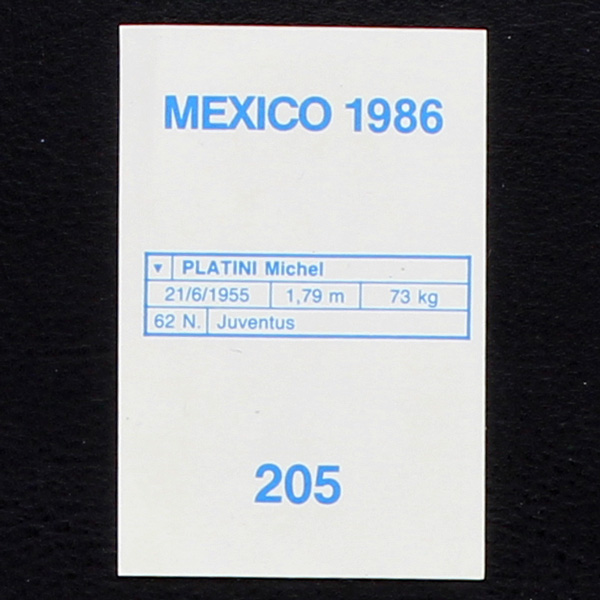 MEXICO 1986
▼ PLATINI Michel
21/6/1955 1,79 m 73 kg
62 N. Juventus
205